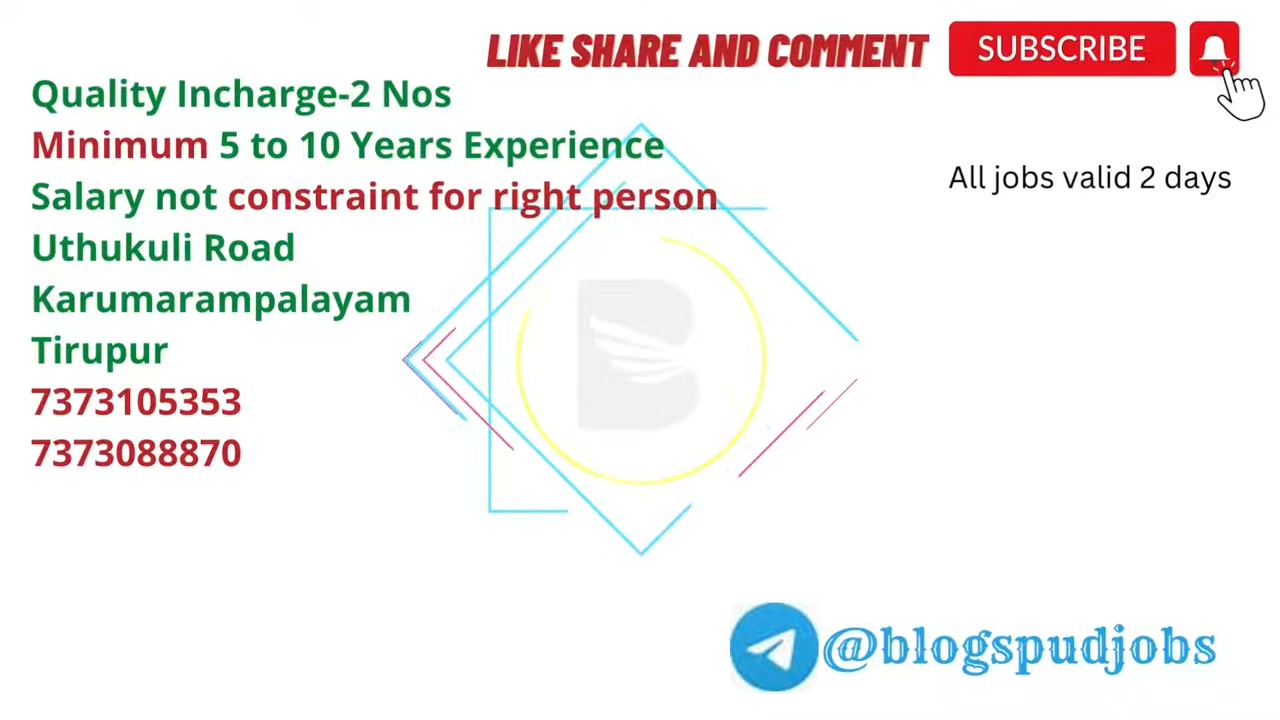 LIKE SHARE AND COMMENT
SUBSCRIBE
Quality Incharge-2 Nos
Minimum 5 to 10 Years Experience
Salary not constraint for right person
Uthukuli Road
Karumarampalayam
Tirupur
7373105353
7373088870
All jobs valid 2 days
@blogspudjobs